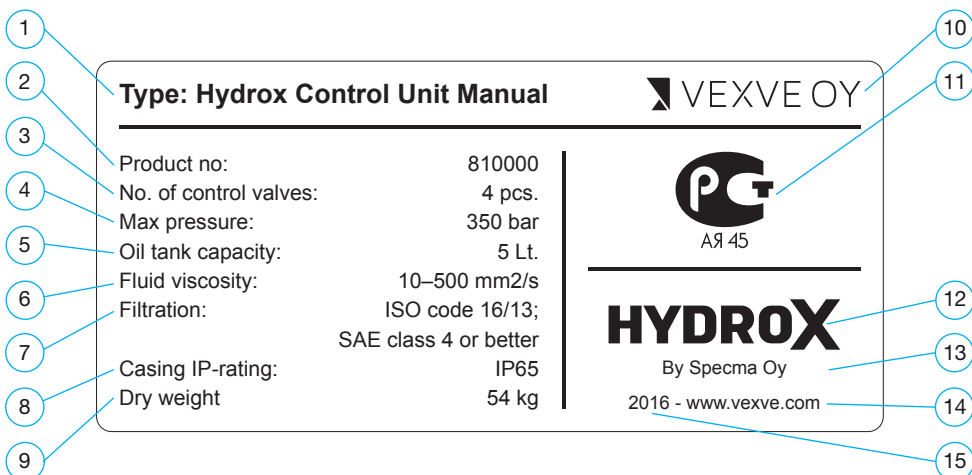 1
10
2
11
Type: Hydrox Control Unit Manual
VEXVE OY
3
Product no: 810000
No. of control valves: 4 pcs.
4
Max pressure: 350 bar
PCT
АЯ 45
5
Oil tank capacity: 5 Lt.
6
Fluid viscosity: 10–500 mm2/s
12
7
Filtration: ISO code 16/13;
SAE class 4 or better
HYDROX
13
8
Casing IP-rating: IP65
By Specma Oy
14
Dry weight 54 kg
2016 - www.vexve.com
9
15